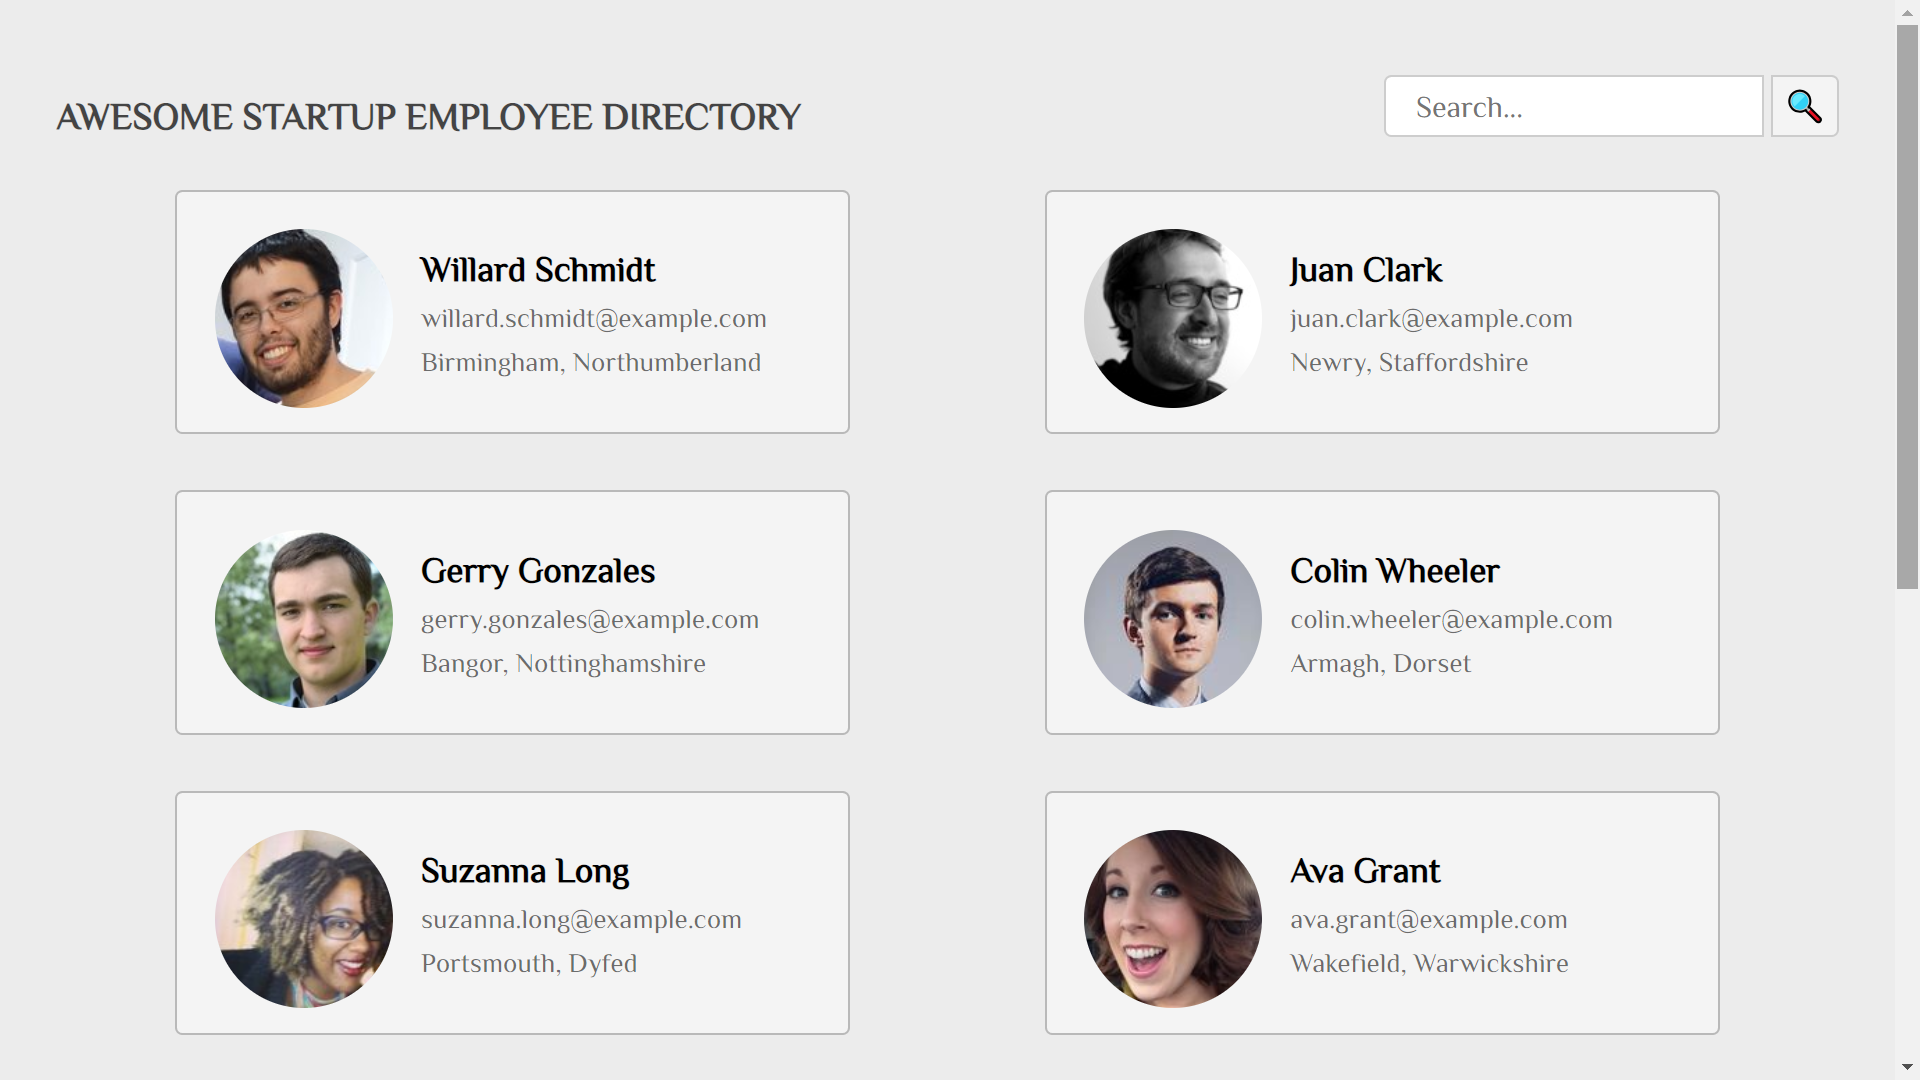 AWESOME STARTUP EMPLOYEE DIRECTORY
Search...
Willard Schmidt
willard.schmidt@example.com
Birmingham, Northumberland
Juan Clark
juan.clark@example.com
Newry, Staffordshire
Gerry Gonzales
gerry.gonzales@example.com
Bangor, Nottinghamshire
Colin Wheeler
colin.wheeler@example.com
Armagh, Dorset
Suzanna Long
suzanna.long@example.com
Portsmouth, Dyfed
Ava Grant
ava.grant@example.com
Wakefield, Warwickshire